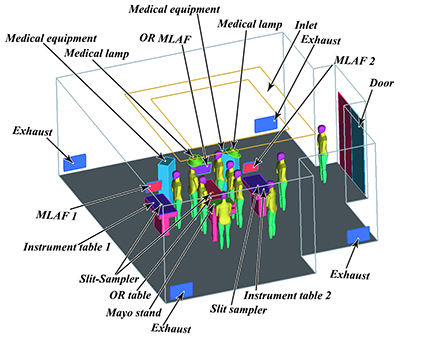 Medical equipment
Medical equipment
Medical lamp
OR MLAF
Medical lamp
Inlet
Exhaust
MLAF 2
Door
Exhaust
MLAF 1
Instrument table 1
Slit-Sampler
OR table
Mayo stand
Exhaust
Slit sampler
Instrument table 2
Exhaust